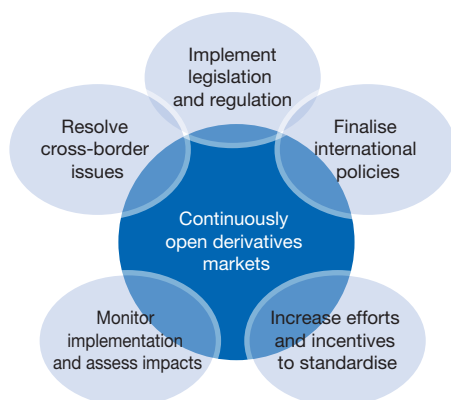 Implement
legislation
and regulation
Resolve
cross-border
issues
Finalise
international
policies
Continuously
open derivatives
markets
Monitor
implementation
and assess impacts
Increase efforts
and incentives
to standardise